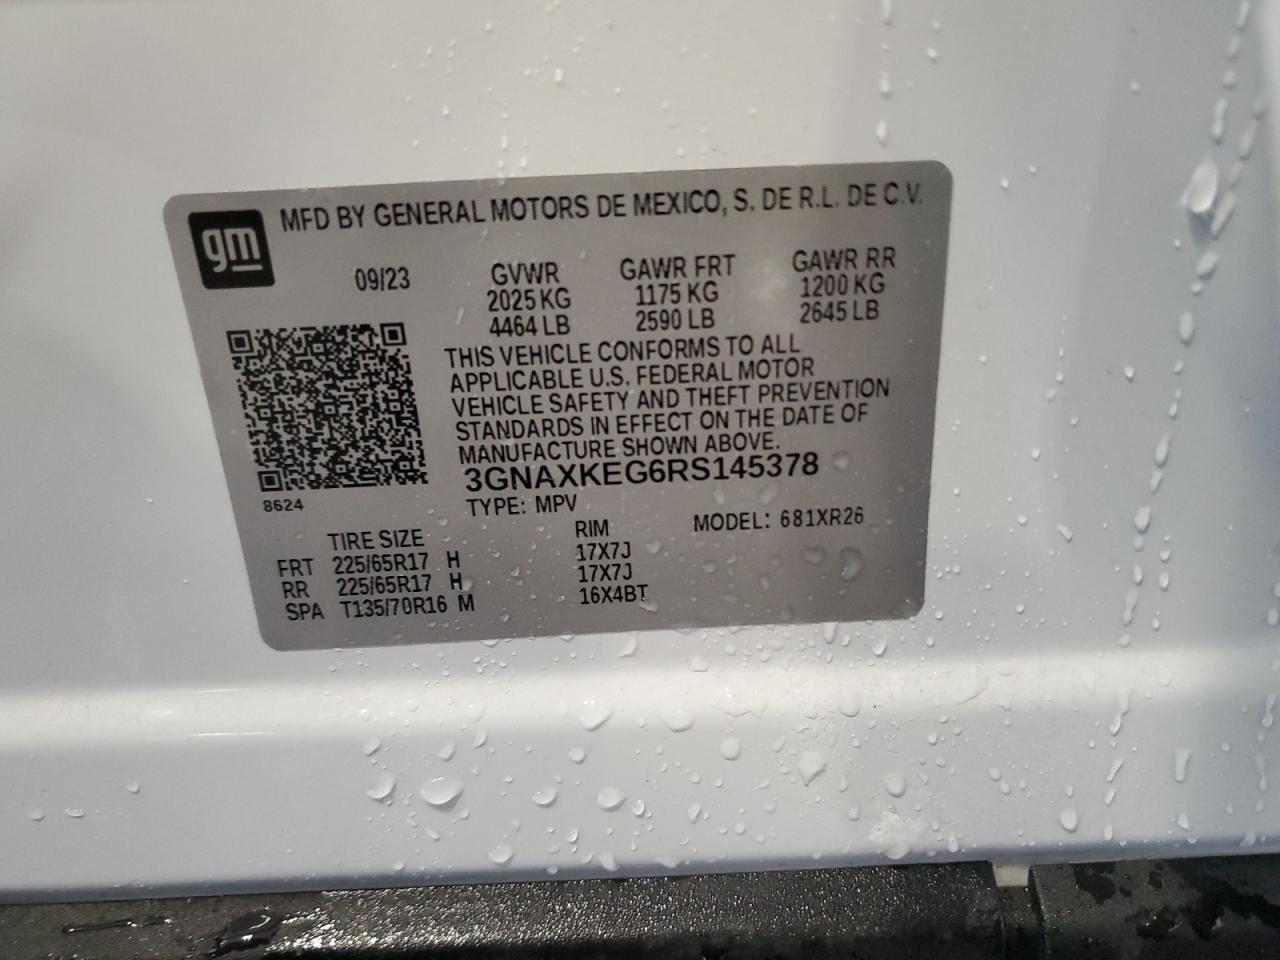 gm
MFD BY GENERAL MOTORS DE MEXICO, S. DE R.L. DE C.V.
09/23 GVWR GAWR FRT GAWR RR
2025 KG 1175 KG 1200 KG
4464 LB 2590 LB 2645 LB
THIS VEHICLE CONFORMS TO ALL
APPLICABLE U.S. FEDERAL MOTOR
VEHICLE SAFETY AND THEFT PREVENTION
STANDARDS IN EFFECT ON THE DATE OF
MANUFACTURE SHOWN ABOVE.
3GNAXKEG6RS145378
8624
TYPE: MPV MODEL: 681XR26
TIRE SIZE RIM
FRT 225/65R17 H 17X7J
RR 225/65R17 H 17X7J
SPA T135/70R16 M 16X4BT